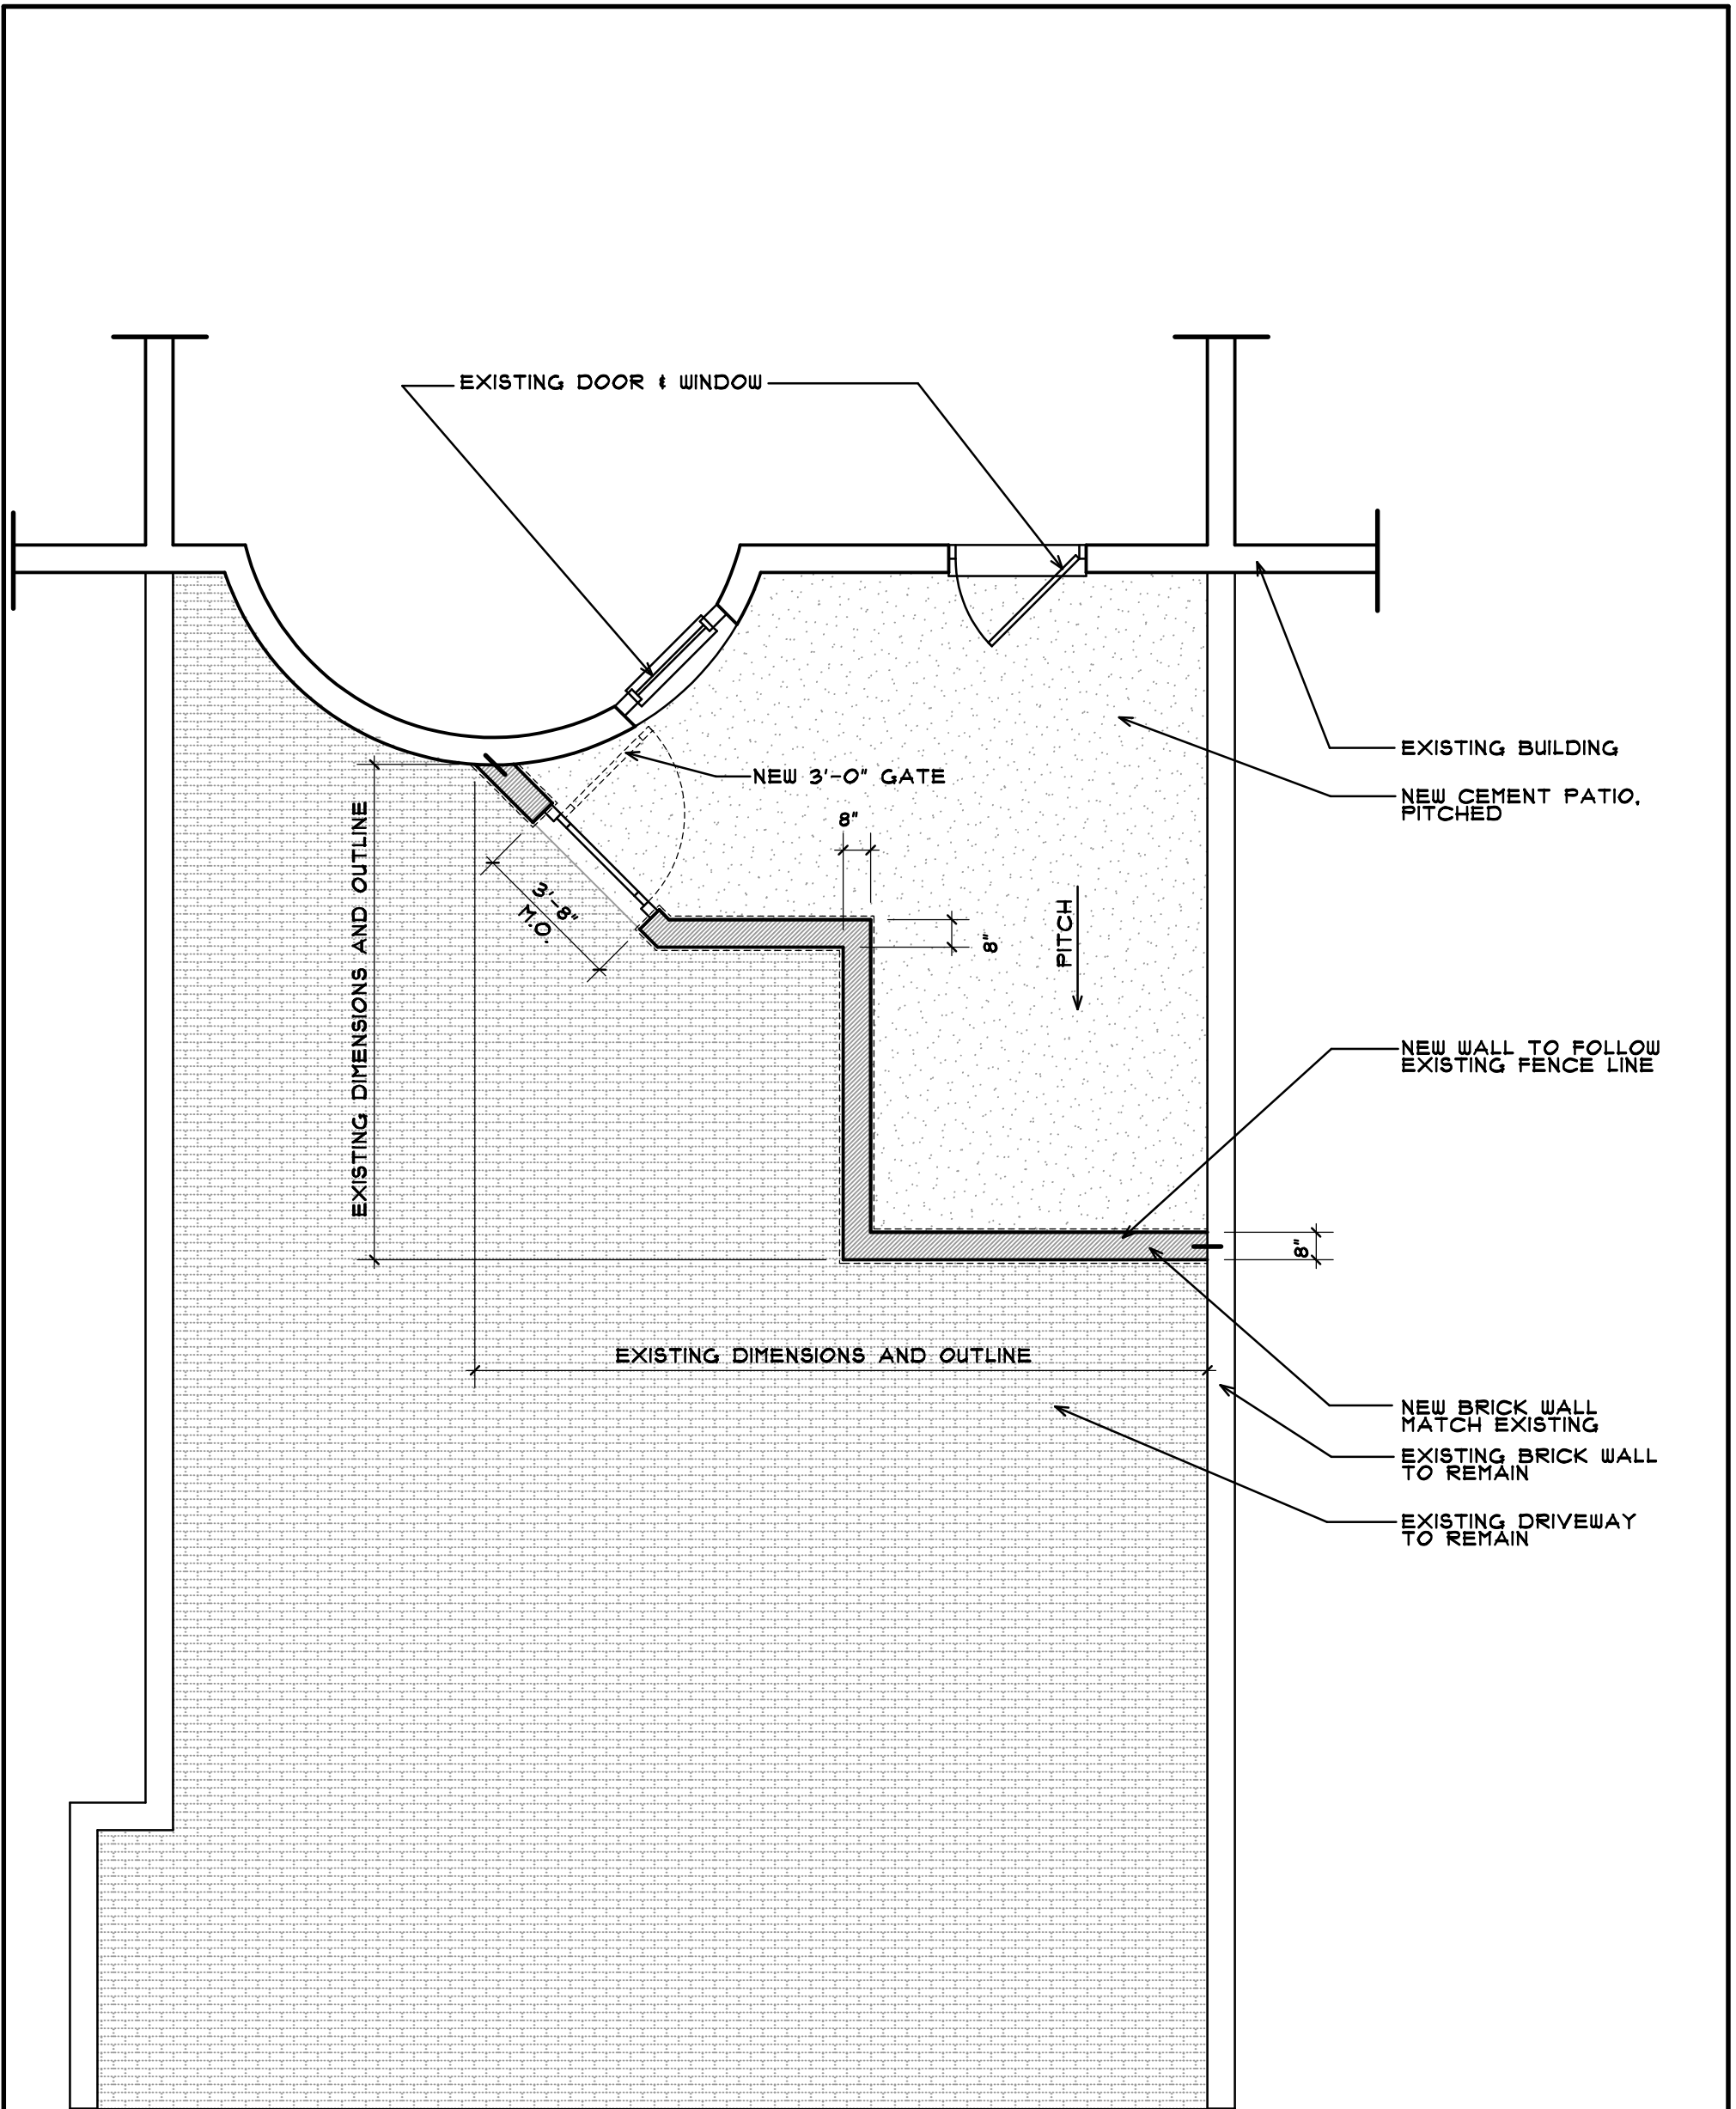 EXISTING DOOR & WINDOW
EXISTING BUILDING
NEW 3'-0" GATE
NEW CEMENT PATIO,
PITCHED
8"
3'-8"
M.O.
8"
PITCH
EXISTING DIMENSIONS AND OUTLINE
NEW WALL TO FOLLOW
EXISTING FENCE LINE
8"
EXISTING DIMENSIONS AND OUTLINE
NEW BRICK WALL
MATCH EXISTING
EXISTING BRICK WALL
TO REMAIN
EXISTING DRIVEWAY
TO REMAIN